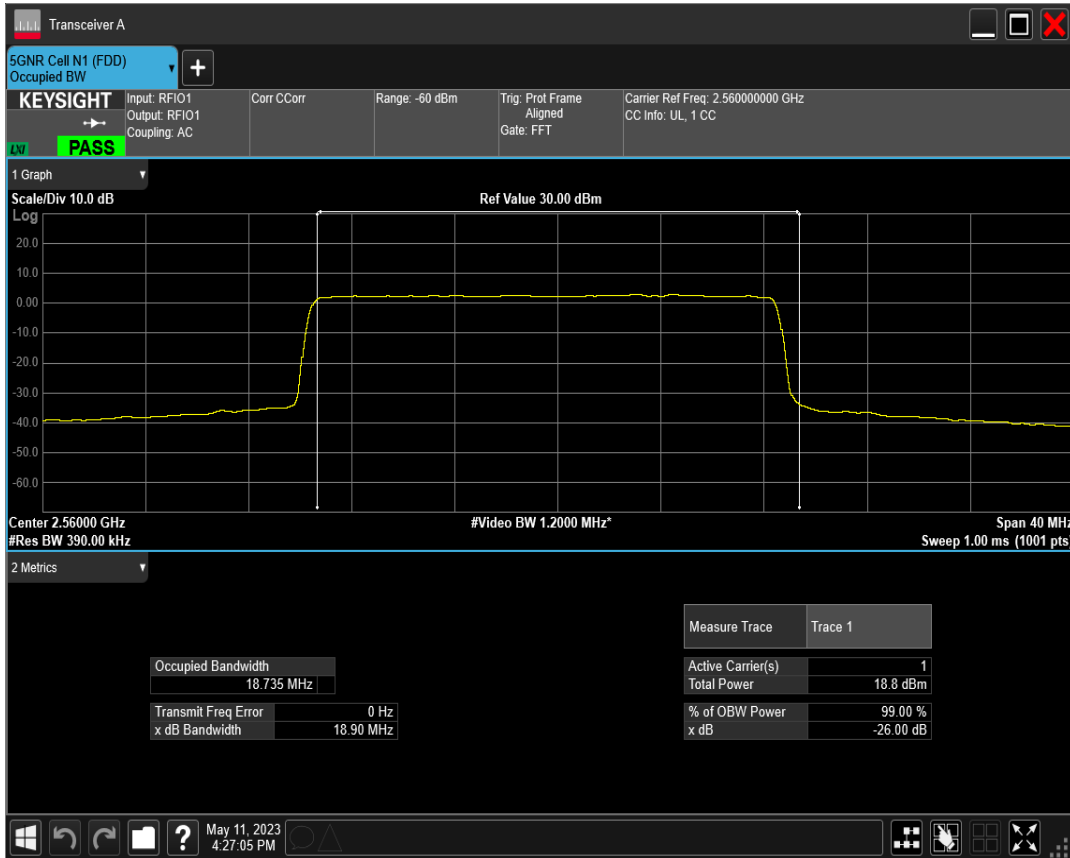 Transceiver A
5GNR Cell N1 (FDD)
Occupied BW
+
KEYSIGHT
LXI
PASS
Input: RFIO1
Output: RFIO1
Coupling: AC
Corr CCorr
Range: -60 dBm
Trig: Prot Frame
Aligned
Gate: FFT
Carrier Ref Freq: 2.560000000 GHz
CC Info: UL, 1 CC
1 Graph
Scale/Div 10.0 dB
Ref Value 30.00 dBm
Log
20.0
10.0
0.00
-10.0
-20.0
-30.0
-40.0
-50.0
-60.0
Center 2.56000 GHz
#Video BW 1.2000 MHz*
Span 40 MHz
#Res BW 390.00 kHz
Sweep 1.00 ms (1001 pts)
2 Metrics
Measure Trace Trace 1
Occupied Bandwidth
18.735 MHz
Active Carrier(s) 1
Total Power 18.8 dBm
Transmit Freq Error 0 Hz
x dB Bandwidth 18.90 MHz
% of OBW Power 99.00 %
x dB -26.00 dB
?
May 11, 2023
4:27:05 PM